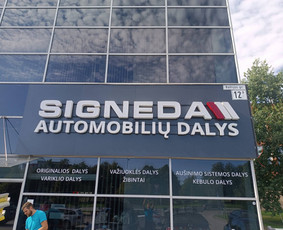 12
SIGNEDA
AUTOMOBILIŲ DALYS
ORIGINALIOS DALYS
VARIKLIO DALYS
VAŽIUOKLĖS DALYS
ŽIBINTAI
AUŠINIMO SISTEMOS DALYS
KĖBULO DALYS